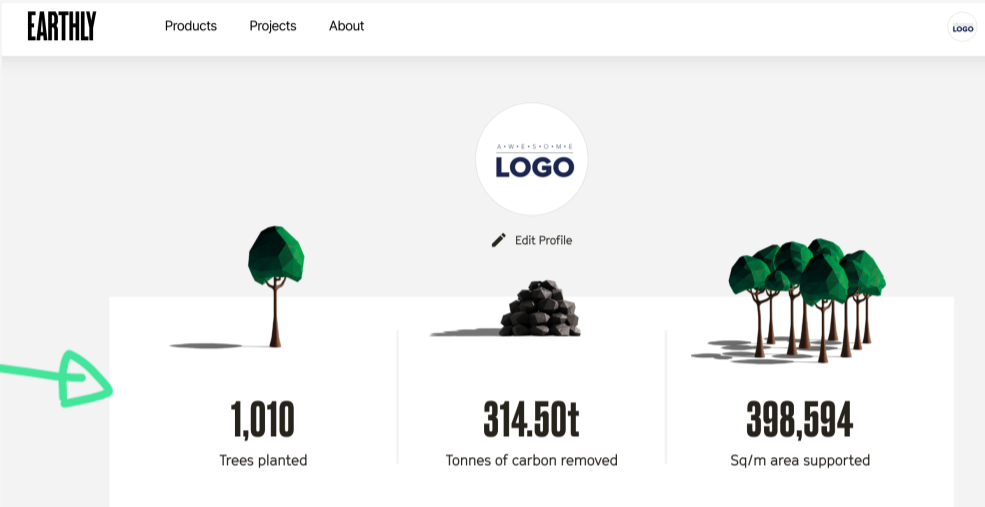 EARTHLY Products Projects About LOGO
A•W•E•S•O•M•E
LOGO
Edit Profile
1,010 314.50t 398,594
Trees planted Tonnes of carbon removed Sq/m area supported